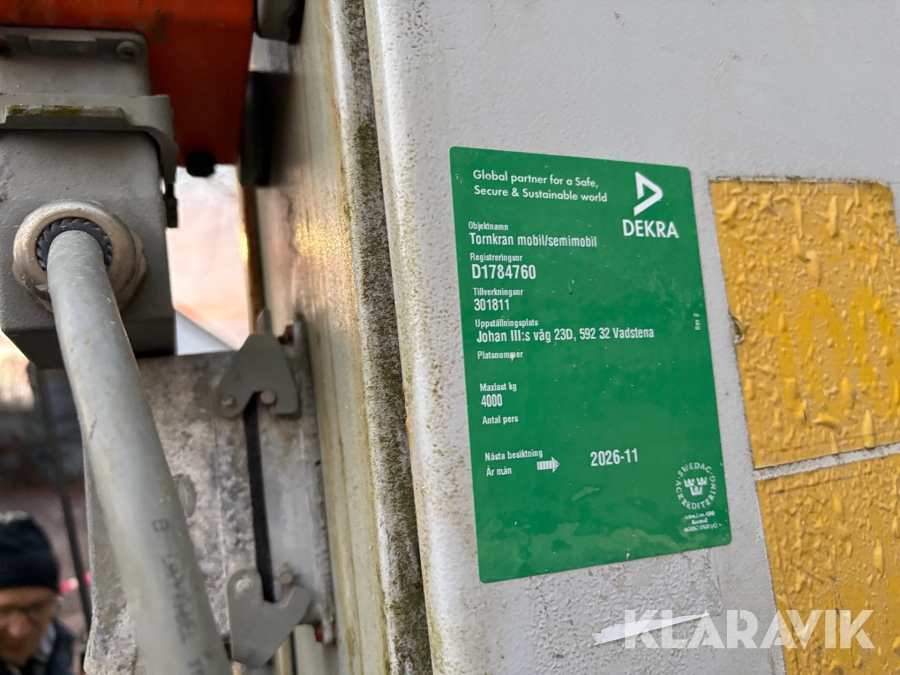 Global partner for a Safe,
Secure & Sustainable world
DEKRA
Objektnamn
Tornkran mobil/semimobil
Registreringsnr
D1784760
Tillverkningsnr
301811
Uppställningsplats
Johan III:s väg 23D, 592 32 Vadstena
Platsnummer
Maxlast kg
4000
Antal pers
Nästa besiktning
År mån
2026-11
SWEDAC
ACKREDITERING
KLARAVIK